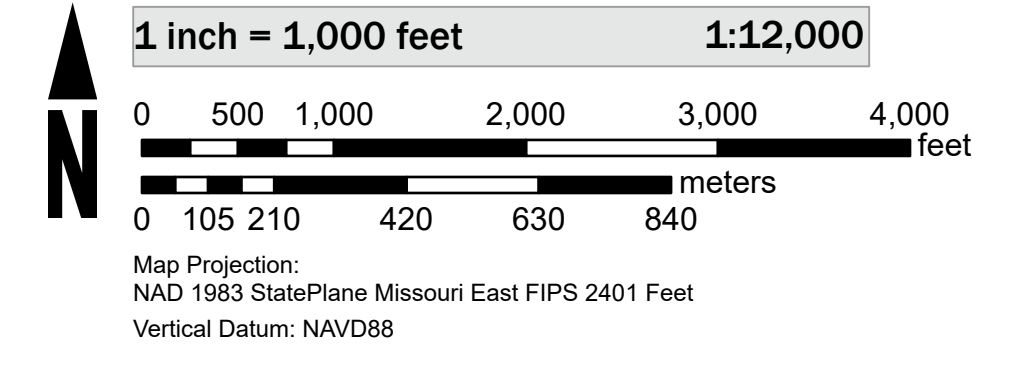 1 inch = 1,000 feet 1:12,000
0 500 1,000 2,000 3,000 4,000
feet
meters
0 105 210 420 630 840
N
Map Projection:
NAD 1983 StatePlane Missouri East FIPS 2401 Feet
Vertical Datum: NAVD88